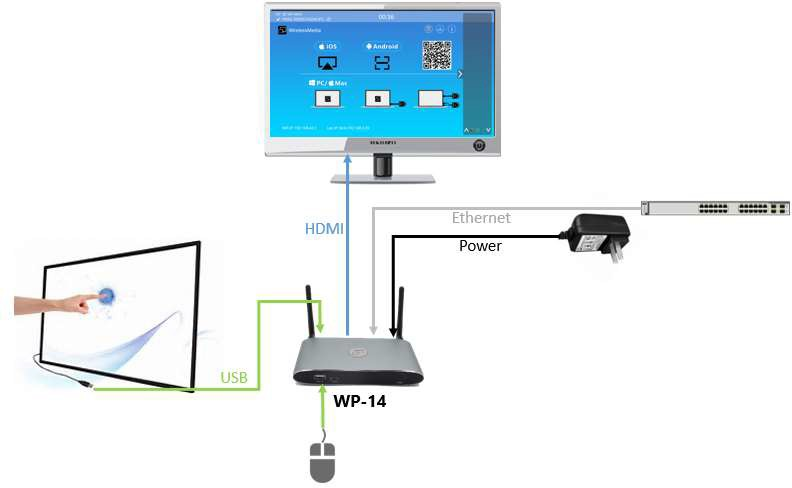 00:36
WirelessMedia
iOS
Android
PC/ Mac
HDMI
Ethernet
Power
USB
WP-14